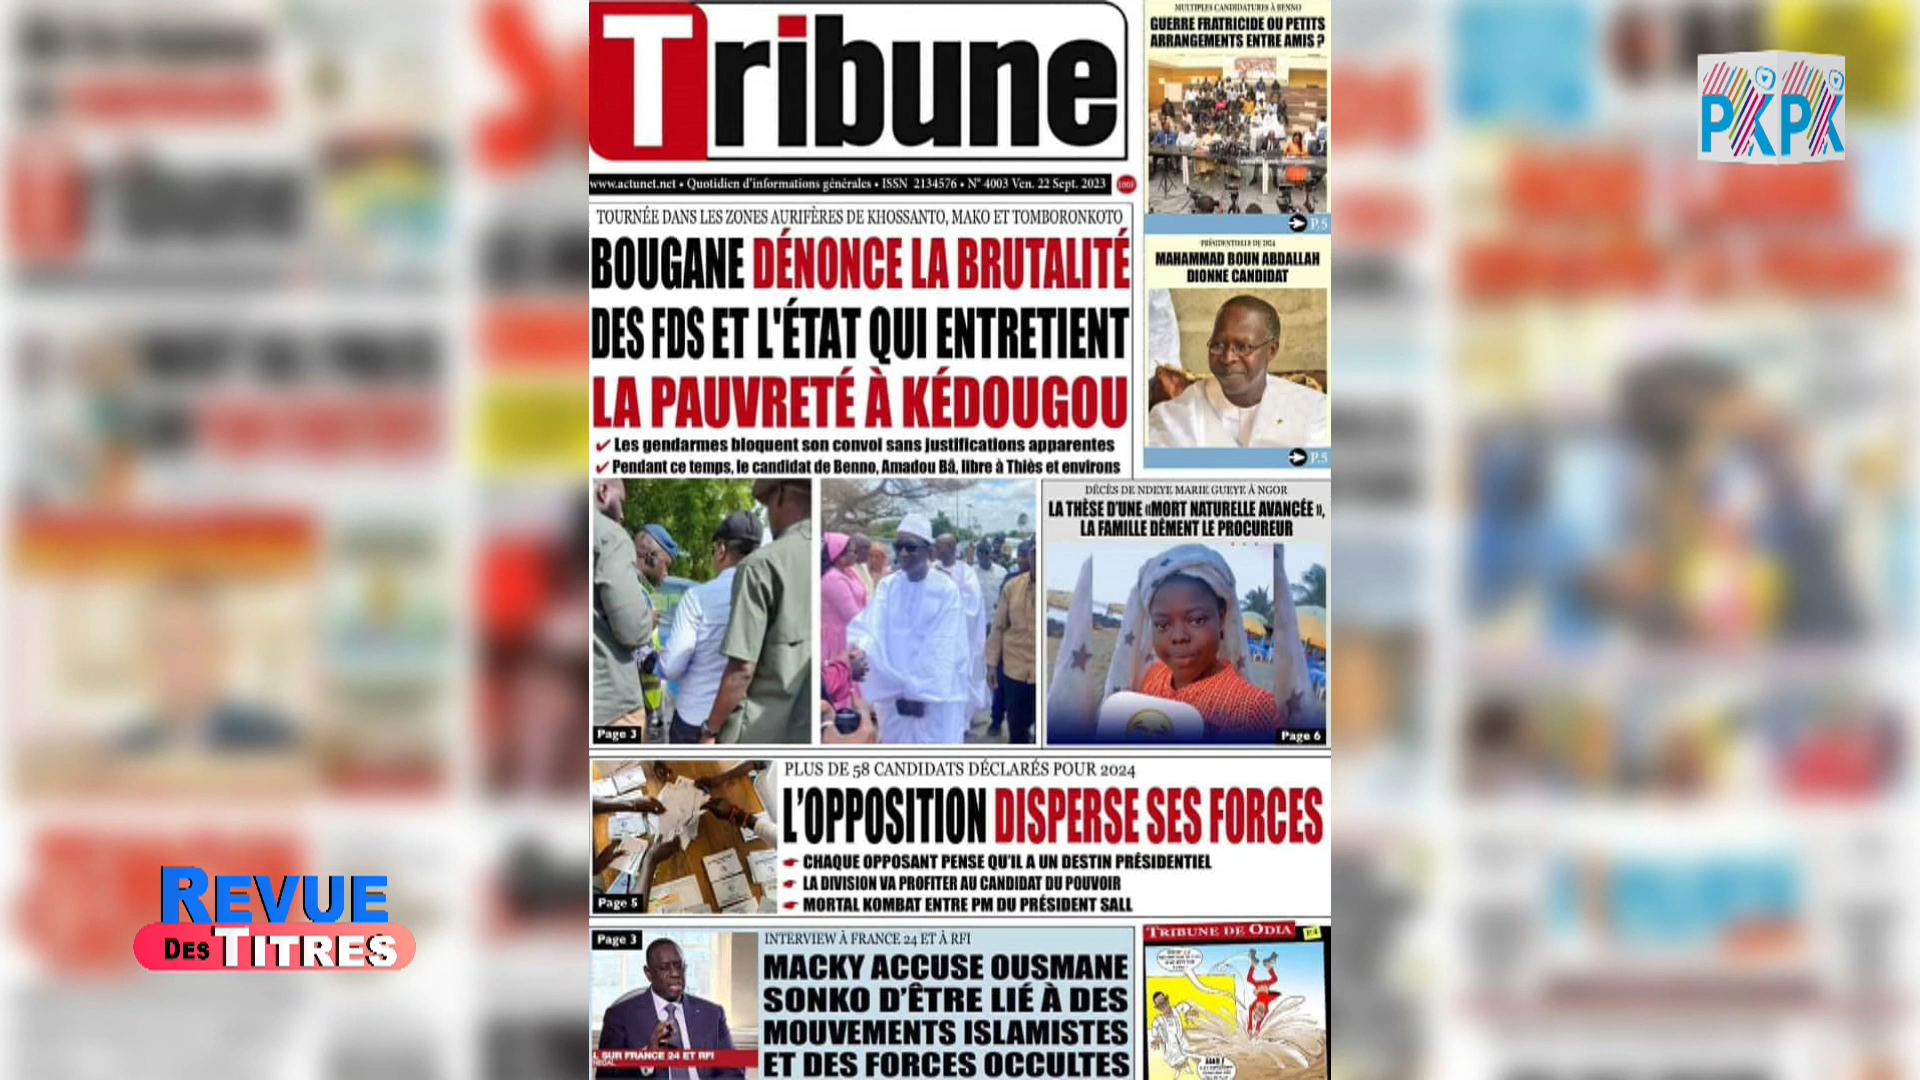 Tribune
www.actunet.net • Quotidien d'informations générales • ISSN 2134576 • N° 4003 Ven. 22 Sept. 2023
MULTIPLES CANDIDATURES À BENNO
GUERRE FRATRICIDE OU PETITS
ARRANGEMENTS ENTRE AMIS ?
P.5
PRÉSIDENTIELLE DE 2024
MAHAMMAD BOUN ABDALLAH
DIONNE CANDIDAT
P.5
TOURNÉE DANS LES ZONES AURIFÈRES DE KHOSSANTO, MAKO ET TOMBORONKOTO
BOUGANE DÉNONCE LA BRUTALITÉ
DES FDS ET L'ÉTAT QUI ENTRETIENT
LA PAUVRETÉ À KÉDOUGOU
Les gendarmes bloquent son convoi sans justifications apparentes
Pendant ce temps, le candidat de Benno, Amadou Bâ, libre à Thiès et environs
Page 3
DÉCÈS DE NDEYE MARIE GUEYE À NGOR
LA THÈSE D'UNE «MORT NATURELLE AVANCÉE»,
LA FAMILLE DÉMENT LE PROCUREUR
Page 6
PLUS DE 58 CANDIDATS DÉCLARÉS POUR 2024
L'OPPOSITION DISPERSE SES FORCES
CHAQUE OPPOSANT PENSE QU'IL A UN DESTIN PRÉSIDENTIEL
LA DIVISION VA PROFITER AU CANDIDAT DU POUVOIR
MORTAL KOMBAT ENTRE PM DU PRÉSIDENT SALL
Page 5
Page 3
INTERVIEW À FRANCE 24 ET À RFI
MACKY ACCUSE OUSMANE
SONKO D'ÊTRE LIÉ À DES
MOUVEMENTS ISLAMISTES
ET DES FORCES OCCULTES
L SUR FRANCE 24 ET RFI
TRIBUNE DE ODIA
PKPK
REVUE
DES TITRES